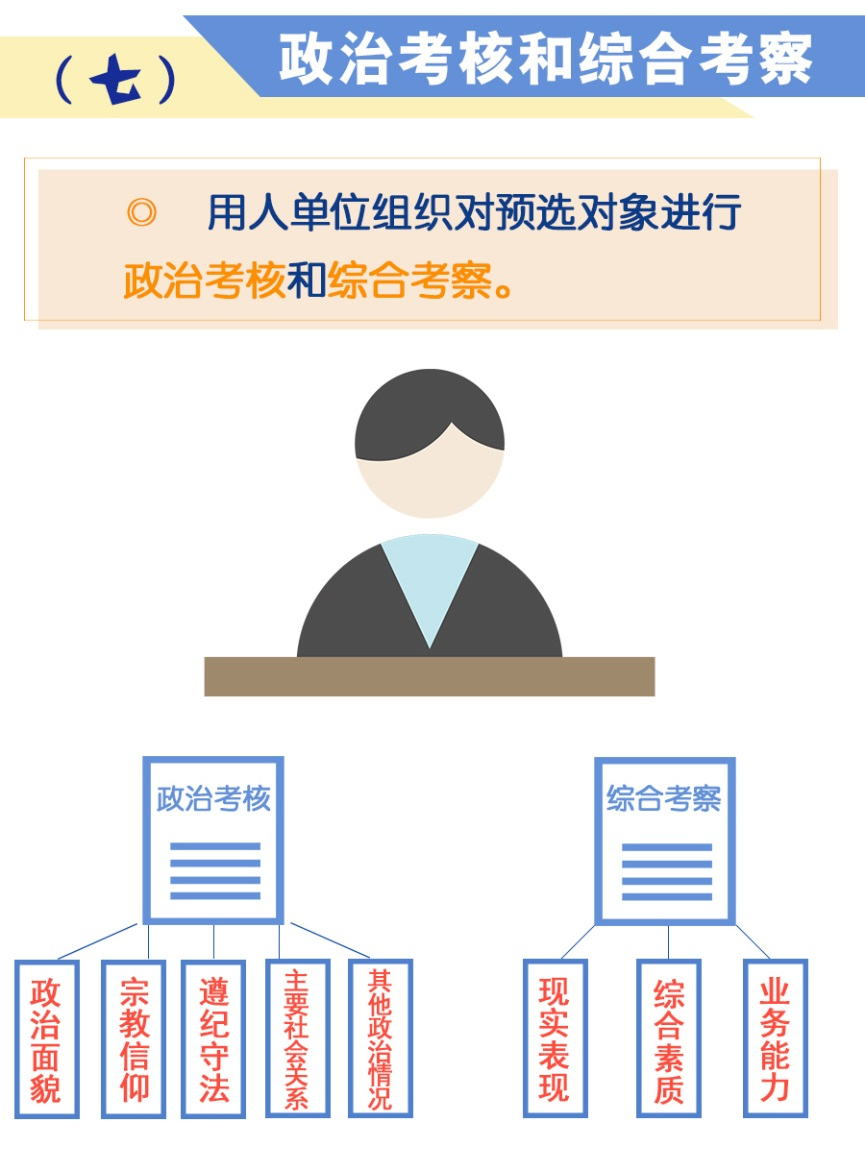 （七）
政治考核和综合考察
◎ 用人单位组织对预选对象进行
政治考核和综合考察。
政治考核
综合考察
政治面貌
宗教信仰
遵纪守法
主要社会关系
其他政治情况
现实表现
综合素质
业务能力